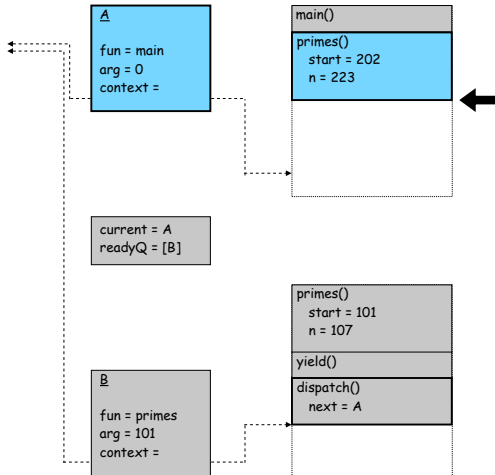 A
fun = main
arg = 0
context =
main()
primes()
start = 202
n = 223
current = A
readyQ = [B]
primes()
start = 101
n = 107
yield()
dispatch()
next = A
B
fun = primes
arg = 101
context =